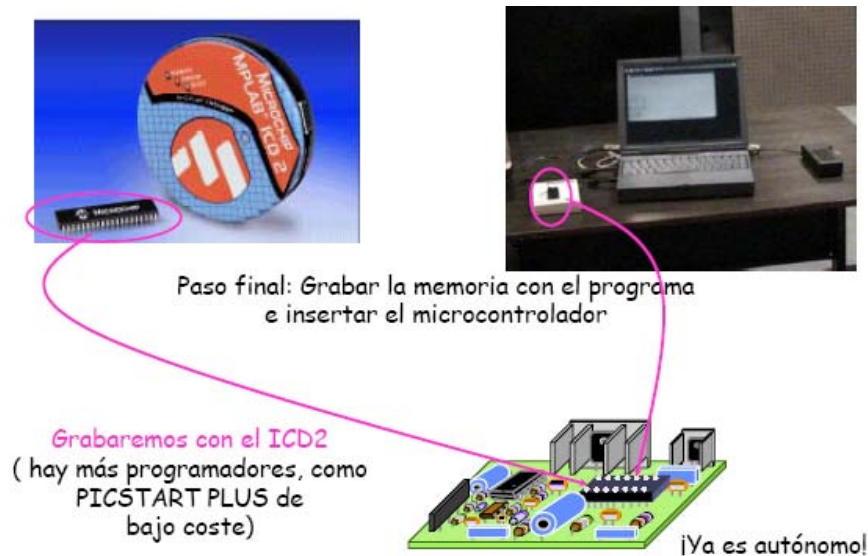 MICROCHIP
MPLAB® ICD 2
MICROCHIP
Paso final: Grabar la memoria con el programa
e insertar el microcontrolador
Grabaremos con el ICD2
( hay más programadores, como
PICSTART PLUS de
bajo coste)
¡Ya es autónomo!